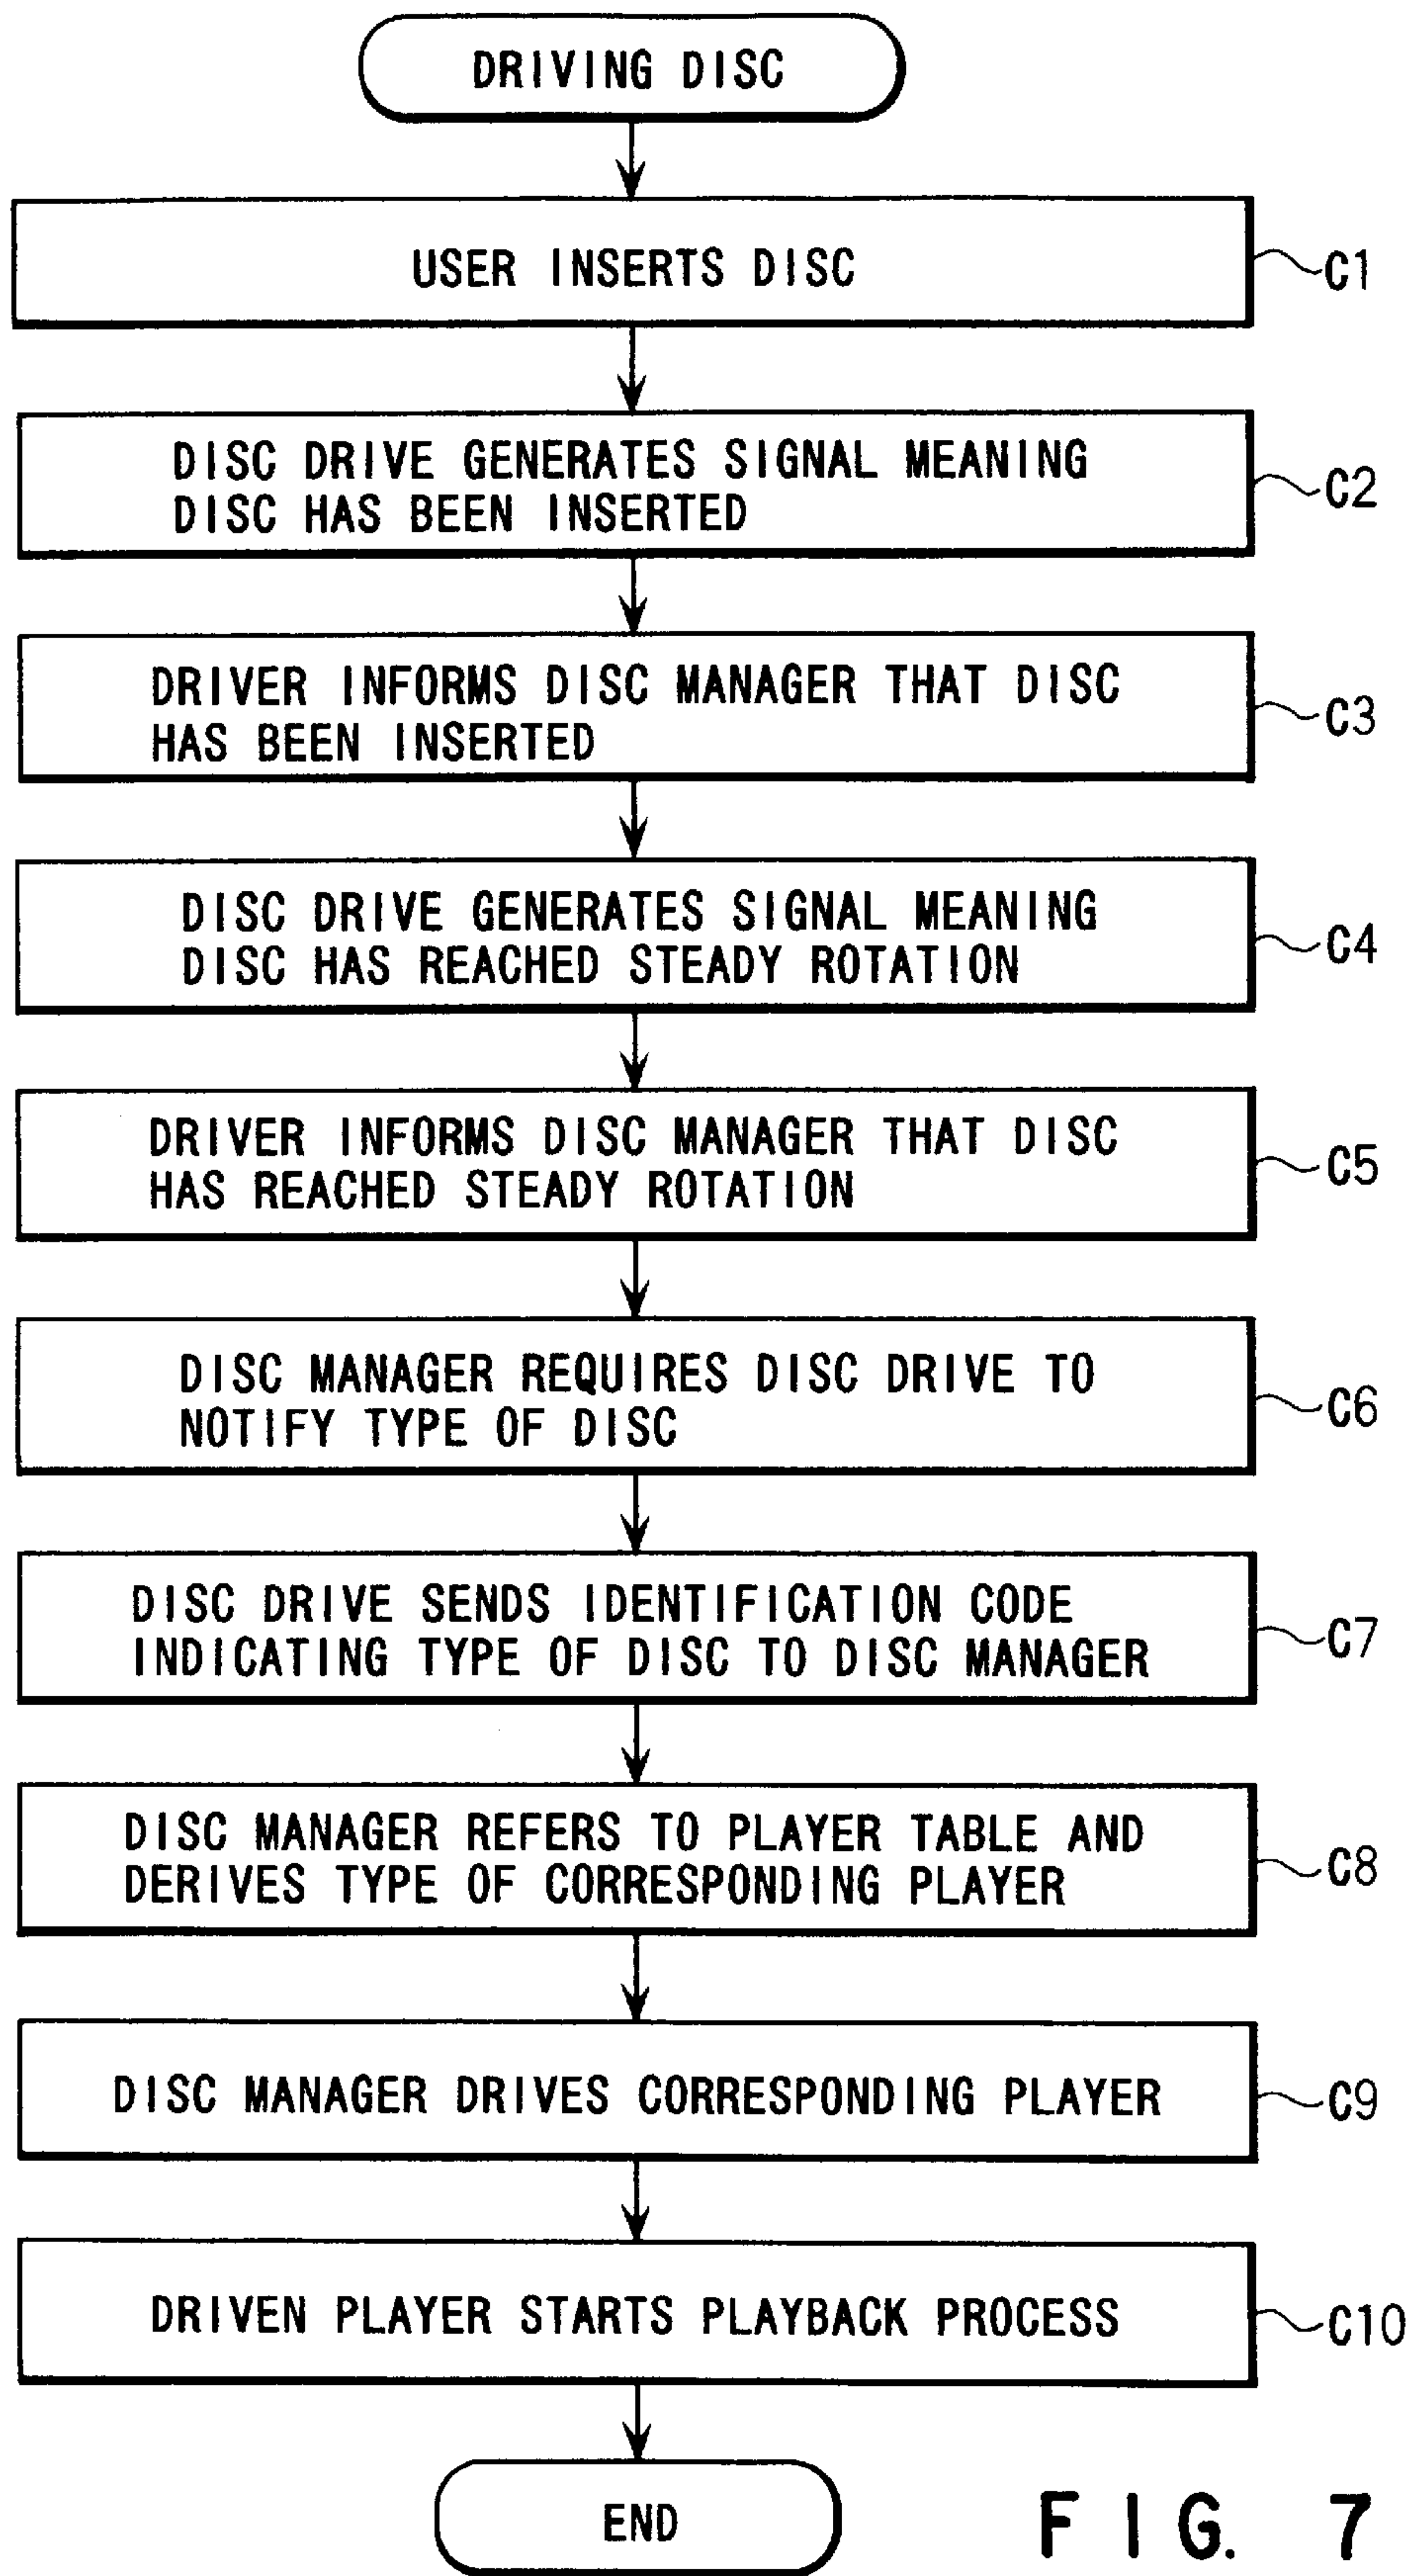 DRIVING DISC
USER INSERTS DISC
C1
DISC DRIVE GENERATES SIGNAL MEANING
DISC HAS BEEN INSERTED
C2
DRIVER INFORMS DISC MANAGER THAT DISC
HAS BEEN INSERTED
C3
DISC DRIVE GENERATES SIGNAL MEANING
DISC HAS REACHED STEADY ROTATION
C4
DRIVER INFORMS DISC MANAGER THAT DISC
HAS REACHED STEADY ROTATION
C5
DISC MANAGER REQUIRES DISC DRIVE TO
NOTIFY TYPE OF DISC
C6
DISC DRIVE SENDS IDENTIFICATION CODE
INDICATING TYPE OF DISC TO DISC MANAGER
C7
DISC MANAGER REFERS TO PLAYER TABLE AND
DERIVES TYPE OF CORRESPONDING PLAYER
C8
DISC MANAGER DRIVES CORRESPONDING PLAYER
C9
DRIVEN PLAYER STARTS PLAYBACK PROCESS
C10
END
FIG. 7